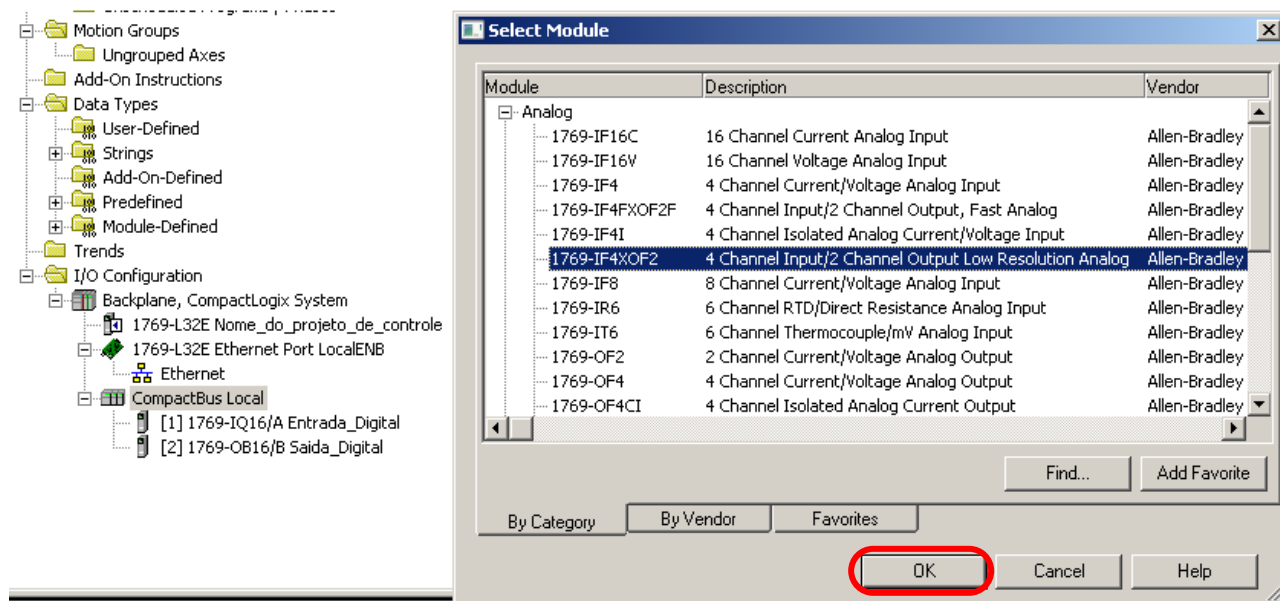 Motion Groups
Ungrouped Axes
Add-On Instructions
Data Types
User-Defined
Strings
Add-On-Defined
Predefined
Module-Defined
Trends
I/O Configuration
Backplane, CompactLogix System
1769-L32E Nome_do_projeto_de_controle
1769-L32E Ethernet Port LocalENB
Ethernet
CompactBus Local
[1] 1769-IQ16/A Entrada_Digital
[2] 1769-OB16/B Saida_Digital
Select Module
Module Description Vendor
Analog
1769-IF16C 16 Channel Current Analog Input Allen-Bradley
1769-IF16V 16 Channel Voltage Analog Input Allen-Bradley
1769-IF4 4 Channel Current/Voltage Analog Input Allen-Bradley
1769-IF4FXOF2F 4 Channel Input/2 Channel Output, Fast Analog Allen-Bradley
1769-IF4I 4 Channel Isolated Analog Current/Voltage Input Allen-Bradley
1769-IF4XOF2 4 Channel Input/2 Channel Output Low Resolution Analog Allen-Bradley
1769-IF8 8 Channel Current/Voltage Analog Input Allen-Bradley
1769-IR6 6 Channel RTD/Direct Resistance Analog Input Allen-Bradley
1769-IT6 6 Channel Thermocouple/mV Analog Input Allen-Bradley
1769-OF2 2 Channel Current/Voltage Analog Output Allen-Bradley
1769-OF4 4 Channel Current/Voltage Analog Output Allen-Bradley
1769-OF4CI 4 Channel Isolated Analog Current Output Allen-Bradley
Find... Add Favorite
By Category By Vendor Favorites
OK Cancel Help